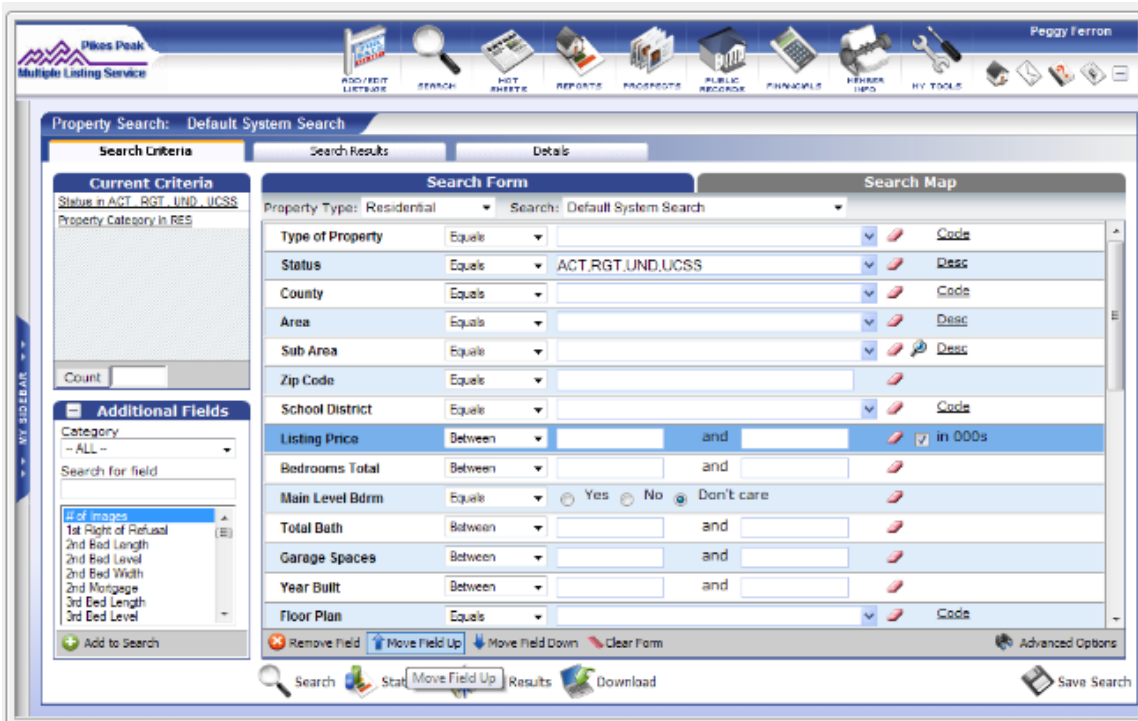 Pikes Peak
Multiple Listing Service
Peggy Ferron
ADD/EDIT LISTINGS
SEARCH
HOT SHEETS
REPORTS
PROSPECTS
PUBLIC RECORDS
FINANCIALS
MEMBER INFO
MY TOOLS
Property Search: Default System Search
Search Criteria Search Results Details
MY SIDEBAR
Current Criteria
Status in ACT , RGT , UND , UCSS
Property Category in RES
Count
Additional Fields
Category
-- ALL --
Search for field
# of Images
1st Right of Refusal
2nd Bed Length
2nd Bed Level
2nd Bed Width
2nd Mortgage
3rd Bed Length
3rd Bed Level
Add to Search
Search Form Search Map
Property Type: Residential Search: Default System Search
Type of Property Equals Code
Status Equals ACT,RGT,UND,UCSS Desc
County Equals Code
Area Equals Desc
Sub Area Equals Desc
Zip Code Equals
School District Equals Code
Listing Price Between and in 000s
Bedrooms Total Between and
Main Level Bdrm Equals Yes No Don't care
Total Bath Between and
Garage Spaces Between and
Year Built Between and
Floor Plan Equals Code
Remove Field Move Field Up Move Field Down Clear Form Advanced Options
Search Stat Move Field Up Results Download Save Search